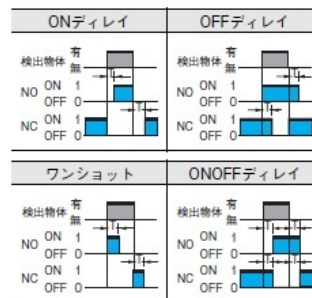 ONディレイ
OFFディレイ
検出物体 有
無
T
NO ON 1
OFF 0
T
NC ON 1
OFF 0
検出物体 有
無
T
NO ON 1
OFF 0
T
NC ON 1
OFF 0
ワンショット
ONOFFディレイ
検出物体 有
無
T
NO ON 1
OFF 0
T
NC ON 1
OFF 0
検出物体 有
無
T T
NO ON 1
OFF 0
T T
NC ON 1
OFF 0